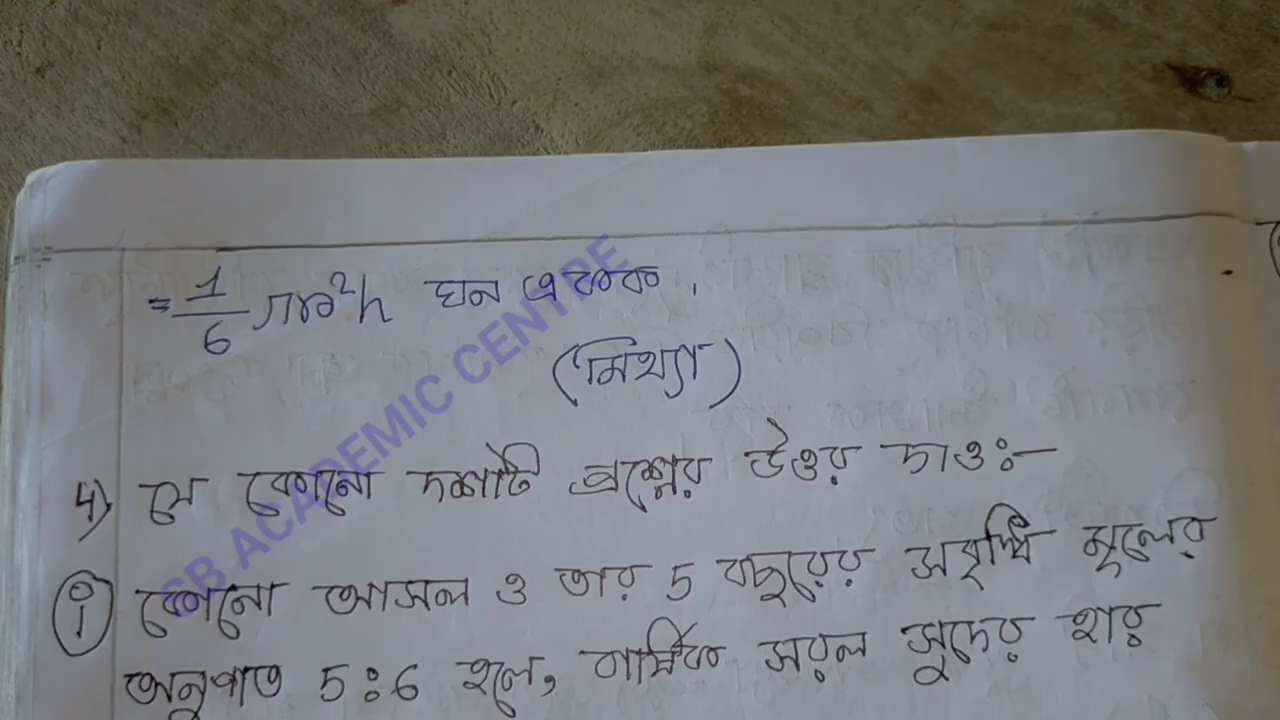 = 1/6 πr²h ঘন একক.
(মিথ্যা)
4) যে কোনো দশটি প্রশ্নের উত্তর দাও:-
(i) কোনো আসল ও তার 5 বছরের সবৃদ্ধি মূলের
অনুপাত 5:6 হলে, বার্ষিক সরল সুদের হার
SB ACADEMIC CENTRE